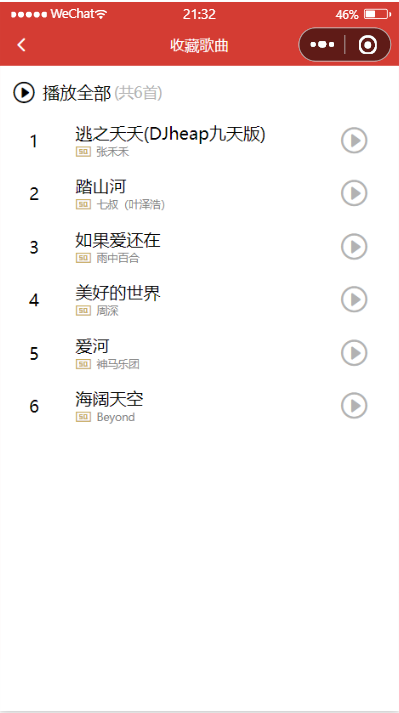 WeChat 21:32 46%
收藏歌曲
播放全部 (共6首)
1 逃之夭夭(DJheap九天版)
SQ 张禾禾
2 踏山河
SQ 七叔（叶泽浩）
3 如果爱还在
SQ 雨中百合
4 美好的世界
SQ 周深
5 爱河
SQ 神马乐团
6 海阔天空
SQ Beyond